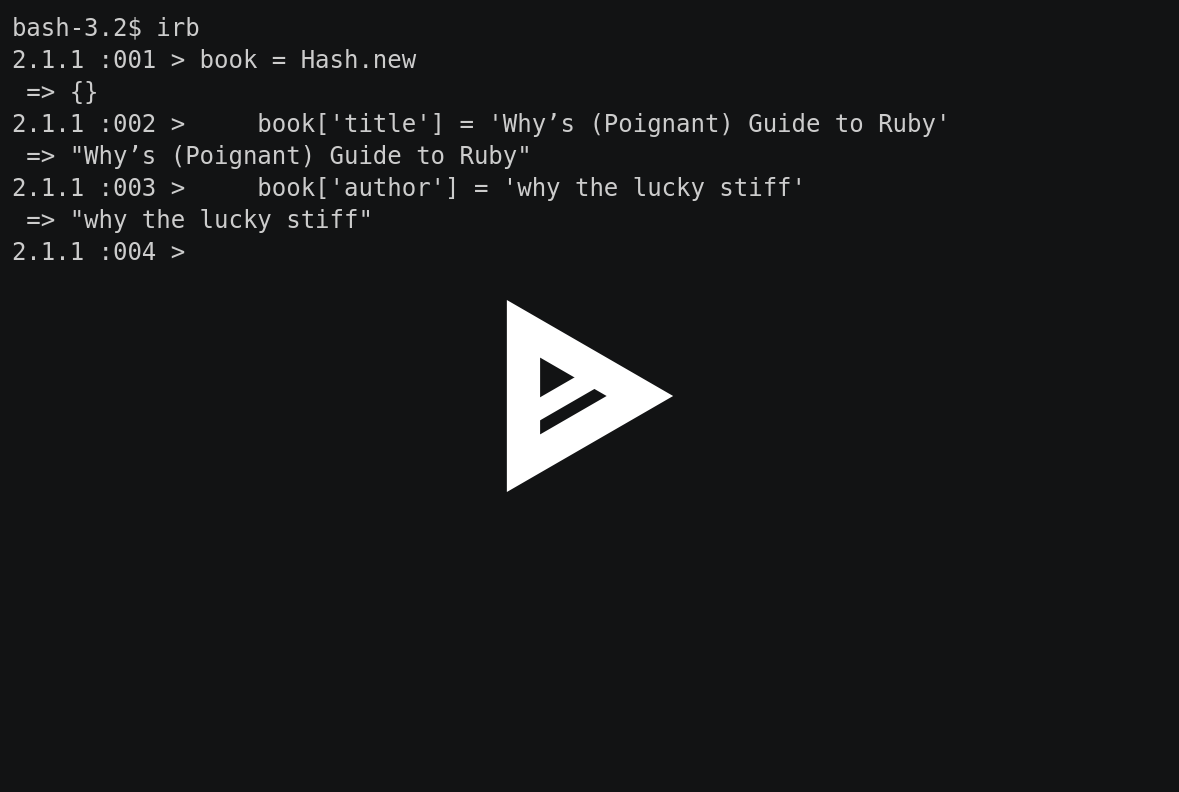 bash-3.2$ irb
2.1.1 :001 > book = Hash.new
 => {}
2.1.1 :002 >     book['title'] = 'Why’s (Poignant) Guide to Ruby'
 => "Why’s (Poignant) Guide to Ruby"
2.1.1 :003 >     book['author'] = 'why the lucky stiff'
 => "why the lucky stiff"
2.1.1 :004 >